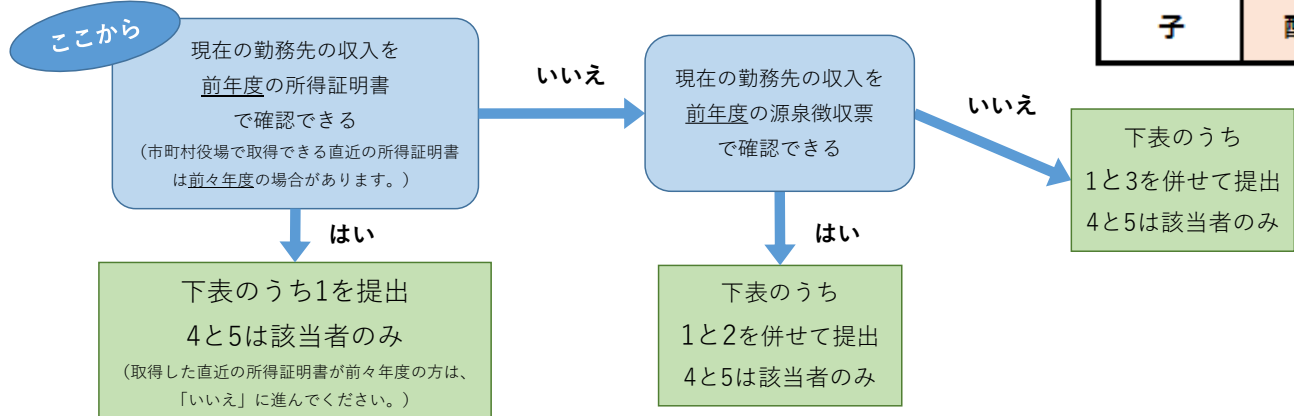 ここから
現在の勤務先の収入を
前年度の所得証明書
で確認できる
(市町村役場で取得できる直近の所得証明書
は前々年度の場合があります。)
いいえ
現在の勤務先の収入を
前年度の源泉徴収票
で確認できる
いいえ
子
下表のうち
1と3を併せて提出
4と5は該当者のみ
はい
下表のうち1を提出
4と5は該当者のみ
(取得した直近の所得証明書が前々年度の方は、
「いいえ」に進んでください。)
はい
下表のうち
1と2を併せて提出
4と5は該当者のみ